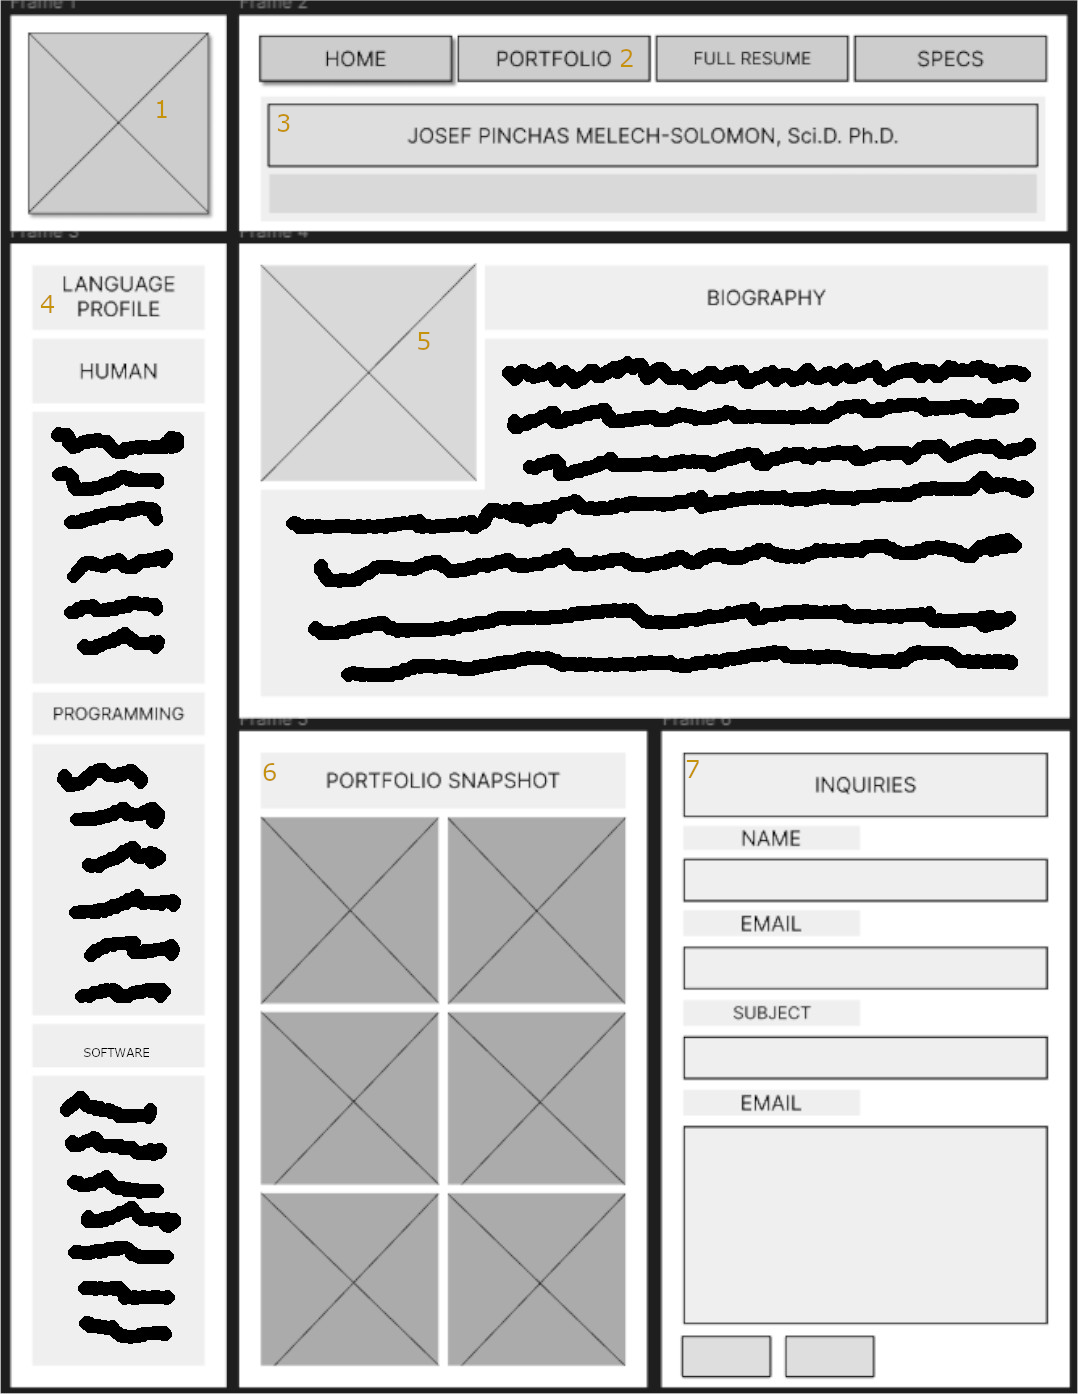 Frame 1
Frame 2
1
HOME
PORTFOLIO 2
FULL RESUME
SPECS
3
JOSEF PINCHAS MELECH-SOLOMON, Sci.D. Ph.D.
Frame 3
4
LANGUAGE
PROFILE
HUMAN
PROGRAMMING
SOFTWARE
Frame 4
5
BIOGRAPHY
Frame 5
6
PORTFOLIO SNAPSHOT
Frame 6
7
INQUIRIES
NAME
EMAIL
SUBJECT
EMAIL